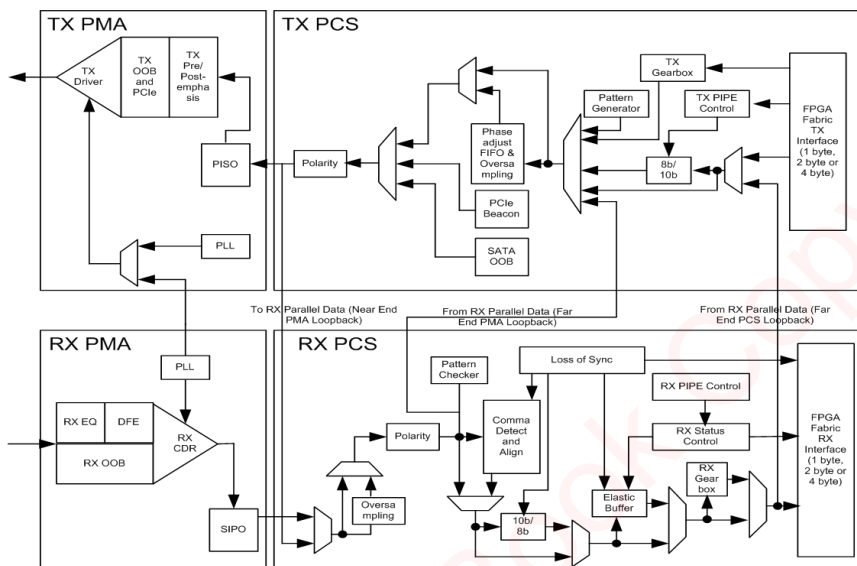 TX PMA
TX PCS
TX
Driver
TX
OOB
and
PCIe
TX
Pre/
Post-
emph
asis
PISO
PLL
Polarity
Phase
adjust
FIFO &
Oversa
mpling
PCIe
Beacon
SATA
OOB
Pattern
Generator
TX
Gearbox
TX PIPE
Control
8b/
10b
FPGA
Fabric
TX
Interface
(1 byte,
2 byte or
4 byte)
To RX Parallel Data (Near End
PMA Loopback)
From RX Parallel Data (Far
End PMA Loopback)
From RX Parallel Data (Far
End PCS Loopback)
RX PMA
RX PCS
PLL
RX EQ
DFE
RX OOB
RX
CDR
SIPO
Oversa
mpling
Polarity
Pattern
Checker
Loss of Sync
Comma
Detect
and
Align
10b/
8b
RX PIPE Control
RX Status
Control
Elastic
Buffer
RX
Gear
box
FPGA
Fabric
RX
Interface
(1 byte,
2 byte or
4 byte)
ook Copy